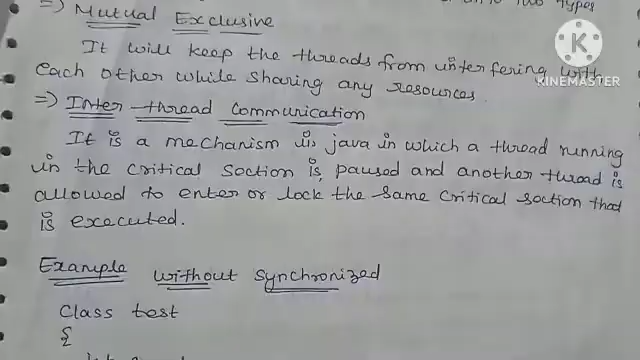 two types
=> Mutual Exclusive
It will keep the threads from interfering with
each other while sharing any resources.
=> Inter thread communication
It is a mechanism in java in which a thread running
in the critical section is paused and another thread is
allowed to enter or lock the same critical section that
is executed.
Example without synchronized
class test
{
KINEMASTER